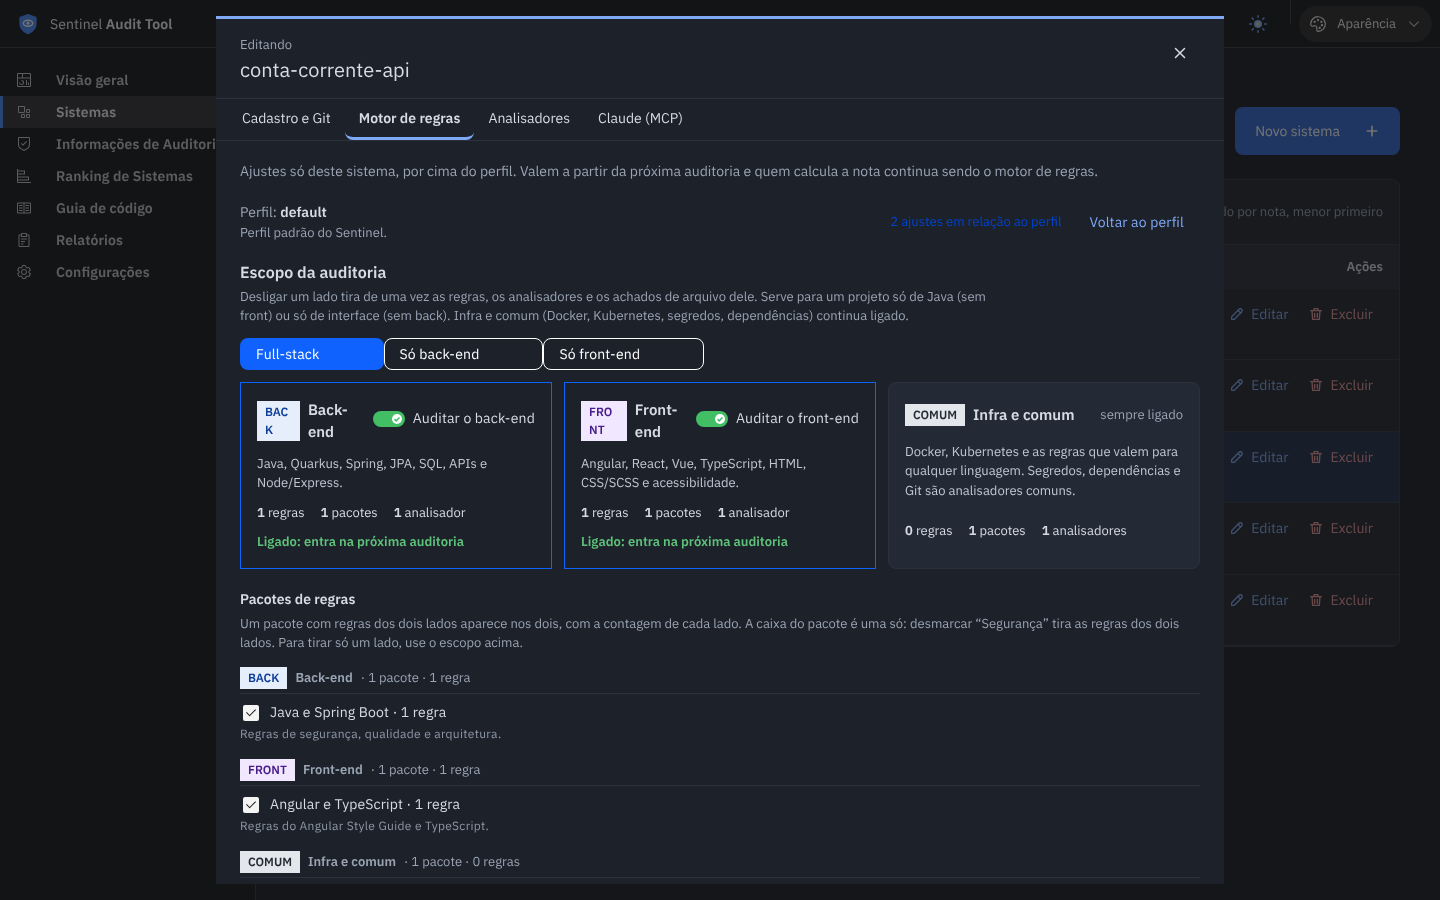 Sentinel Audit Tool
Aparência
Visão geral
Sistemas
Informações de Auditori
Ranking de Sistemas
Guia de código
Relatórios
Configurações
Novo sistema
do por nota, menor primeiro
Ações
Editar
Excluir
Editar
Excluir
Editar
Excluir
Editar
Excluir
Editar
Excluir
Editando
conta-corrente-api
Cadastro e Git
Motor de regras
Analisadores
Claude (MCP)
Ajustes só deste sistema, por cima do perfil. Valem a partir da próxima auditoria e quem calcula a nota continua sendo o motor de regras.
Perfil: default
Perfil padrão do Sentinel.
2 ajustes em relação ao perfil
Voltar ao perfil
Escopo da auditoria
Desligar um lado tira de uma vez as regras, os analisadores e os achados de arquivo dele. Serve para um projeto só de Java (sem
front) ou só de interface (sem back). Infra e comum (Docker, Kubernetes, segredos, dependências) continua ligado.
Full-stack
Só back-end
Só front-end
BAC
K
Back-
end
Auditar o back-end
Java, Quarkus, Spring, JPA, SQL, APIs e
Node/Express.
1 regras
1 pacotes
1 analisador
Ligado: entra na próxima auditoria
FRO
NT
Front-
end
Auditar o front-end
Angular, React, Vue, TypeScript, HTML,
CSS/SCSS e acessibilidade.
1 regras
1 pacotes
1 analisador
Ligado: entra na próxima auditoria
COMUM
Infra e comum
sempre ligado
Docker, Kubernetes e as regras que valem para
qualquer linguagem. Segredos, dependências e
Git são analisadores comuns.
0 regras
1 pacotes
1 analisadores
Pacotes de regras
Um pacote com regras dos dois lados aparece nos dois, com a contagem de cada lado. A caixa do pacote é uma só: desmarcar “Segurança” tira as regras dos dois
lados. Para tirar só um lado, use o escopo acima.
BACK Back-end · 1 pacote · 1 regra
Java e Spring Boot · 1 regra
Regras de segurança, qualidade e arquitetura.
FRONT Front-end · 1 pacote · 1 regra
Angular e TypeScript · 1 regra
Regras do Angular Style Guide e TypeScript.
COMUM Infra e comum · 1 pacote · 0 regras